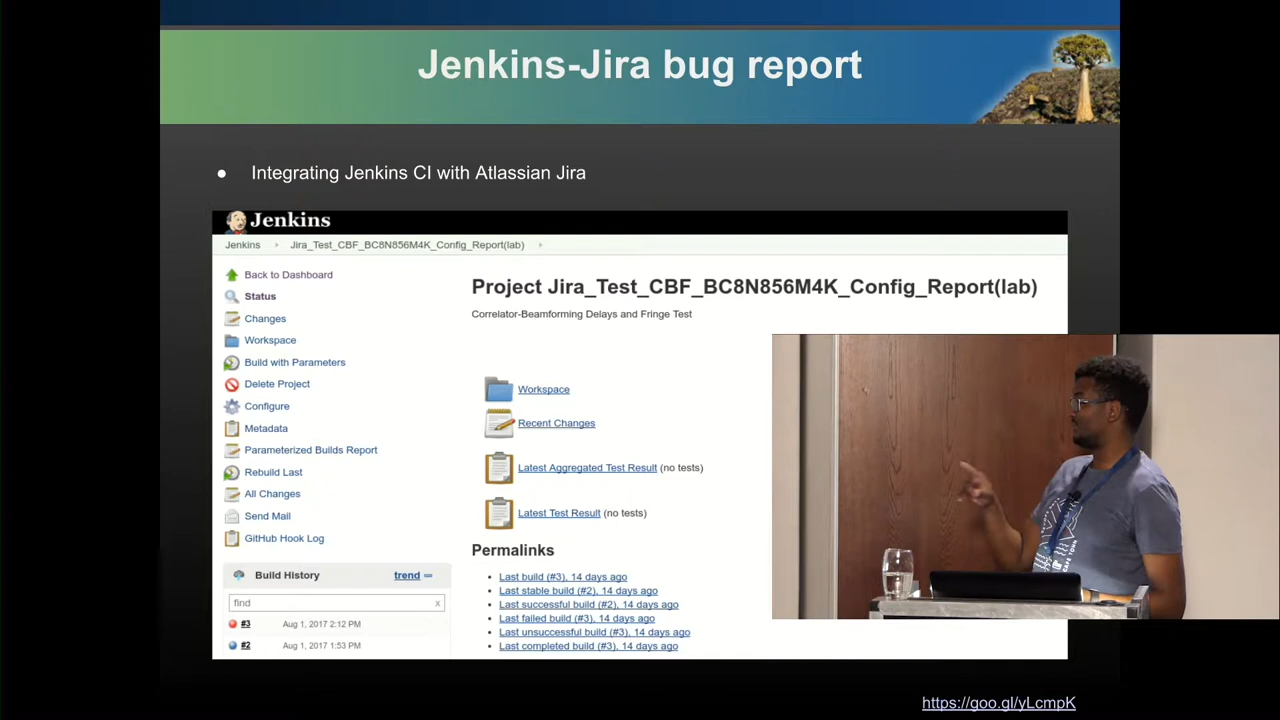 Jenkins-Jira bug report
● Integrating Jenkins CI with Atlassian Jira
Jenkins
Jenkins Jira_Test_CBF_BC8N856M4K_Config_Report(lab)
Back to Dashboard
Status
Changes
Workspace
Build with Parameters
Delete Project
Configure
Metadata
Parameterized Builds Report
Rebuild Last
All Changes
Send Mail
GitHub Hook Log
Build History trend
find x
#3 Aug 1, 2017 2:12 PM
#2 Aug 1, 2017 1:53 PM
Project Jira_Test_CBF_BC8N856M4K_Config_Report(lab)
Correlator-Beamforming Delays and Fringe Test
Workspace
Recent Changes
Latest Aggregated Test Result (no tests)
Latest Test Result (no tests)
Permalinks
Last build (#3), 14 days ago
Last stable build (#2), 14 days ago
Last successful build (#2), 14 days ago
Last failed build (#3), 14 days ago
Last unsuccessful build (#3), 14 days ago
Last completed build (#3), 14 days ago
https://goo.gl/yLcmpK